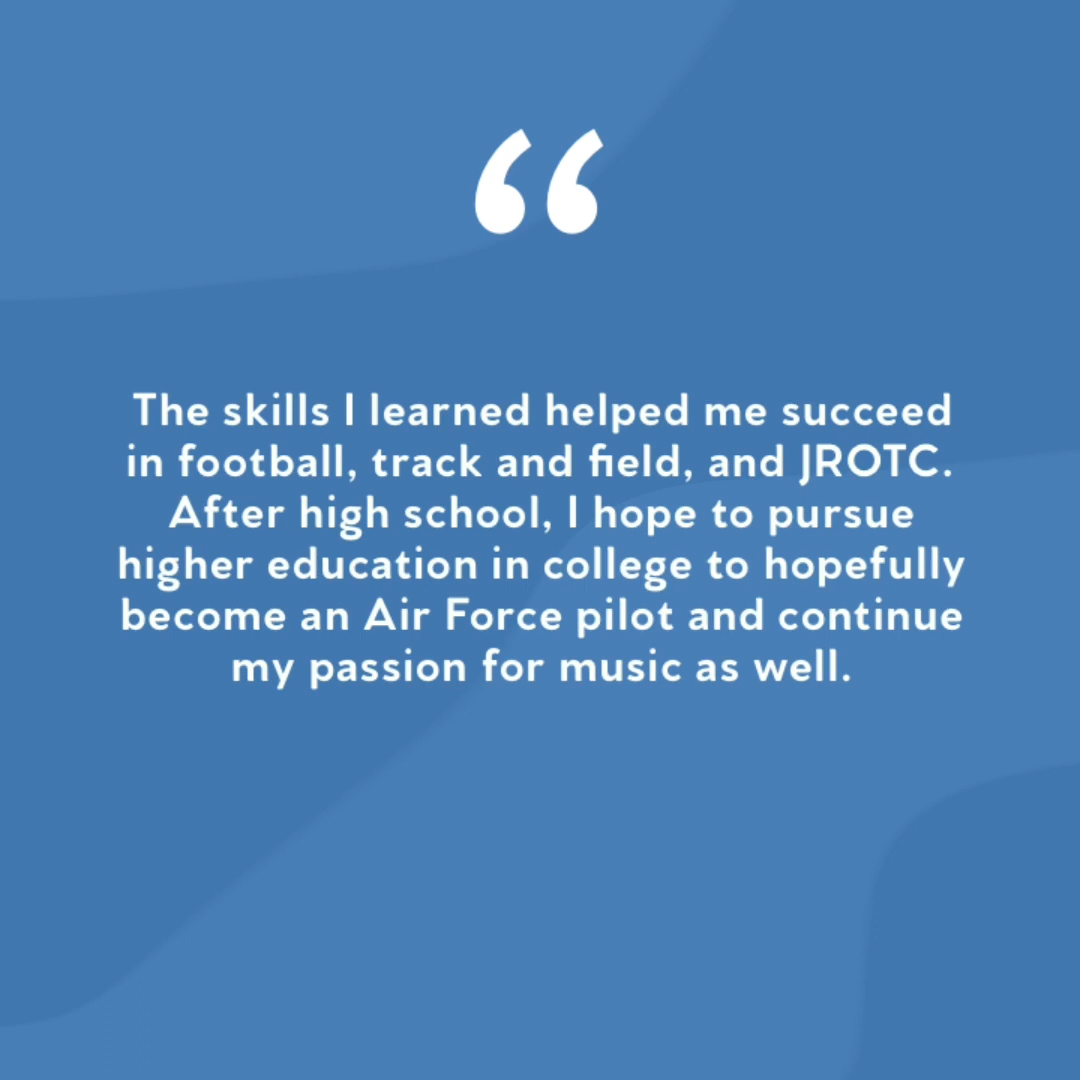 “
The skills I learned helped me succeed
in football, track and field, and JROTC.
After high school, I hope to pursue
higher education in college to hopefully
become an Air Force pilot and continue
my passion for music as well.